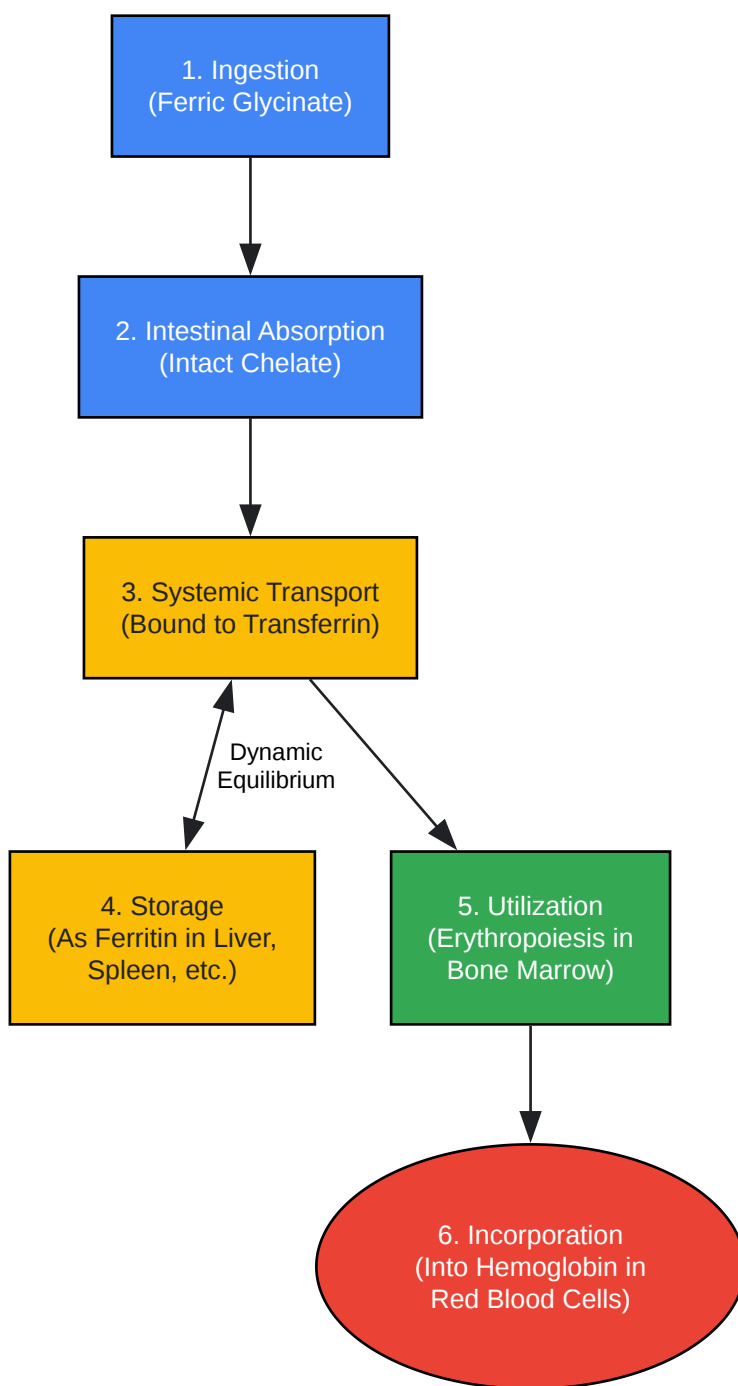 1. Ingestion
(Ferric Glycinate)
2. Intestinal Absorption
(Intact Chelate)
3. Systemic Transport
(Bound to Transferrin)
Dynamic
Equilibrium
4. Storage
(As Ferritin in Liver,
Spleen, etc.)
5. Utilization
(Erythropoiesis in
Bone Marrow)
6. Incorporation
(Into Hemoglobin in
Red Blood Cells)